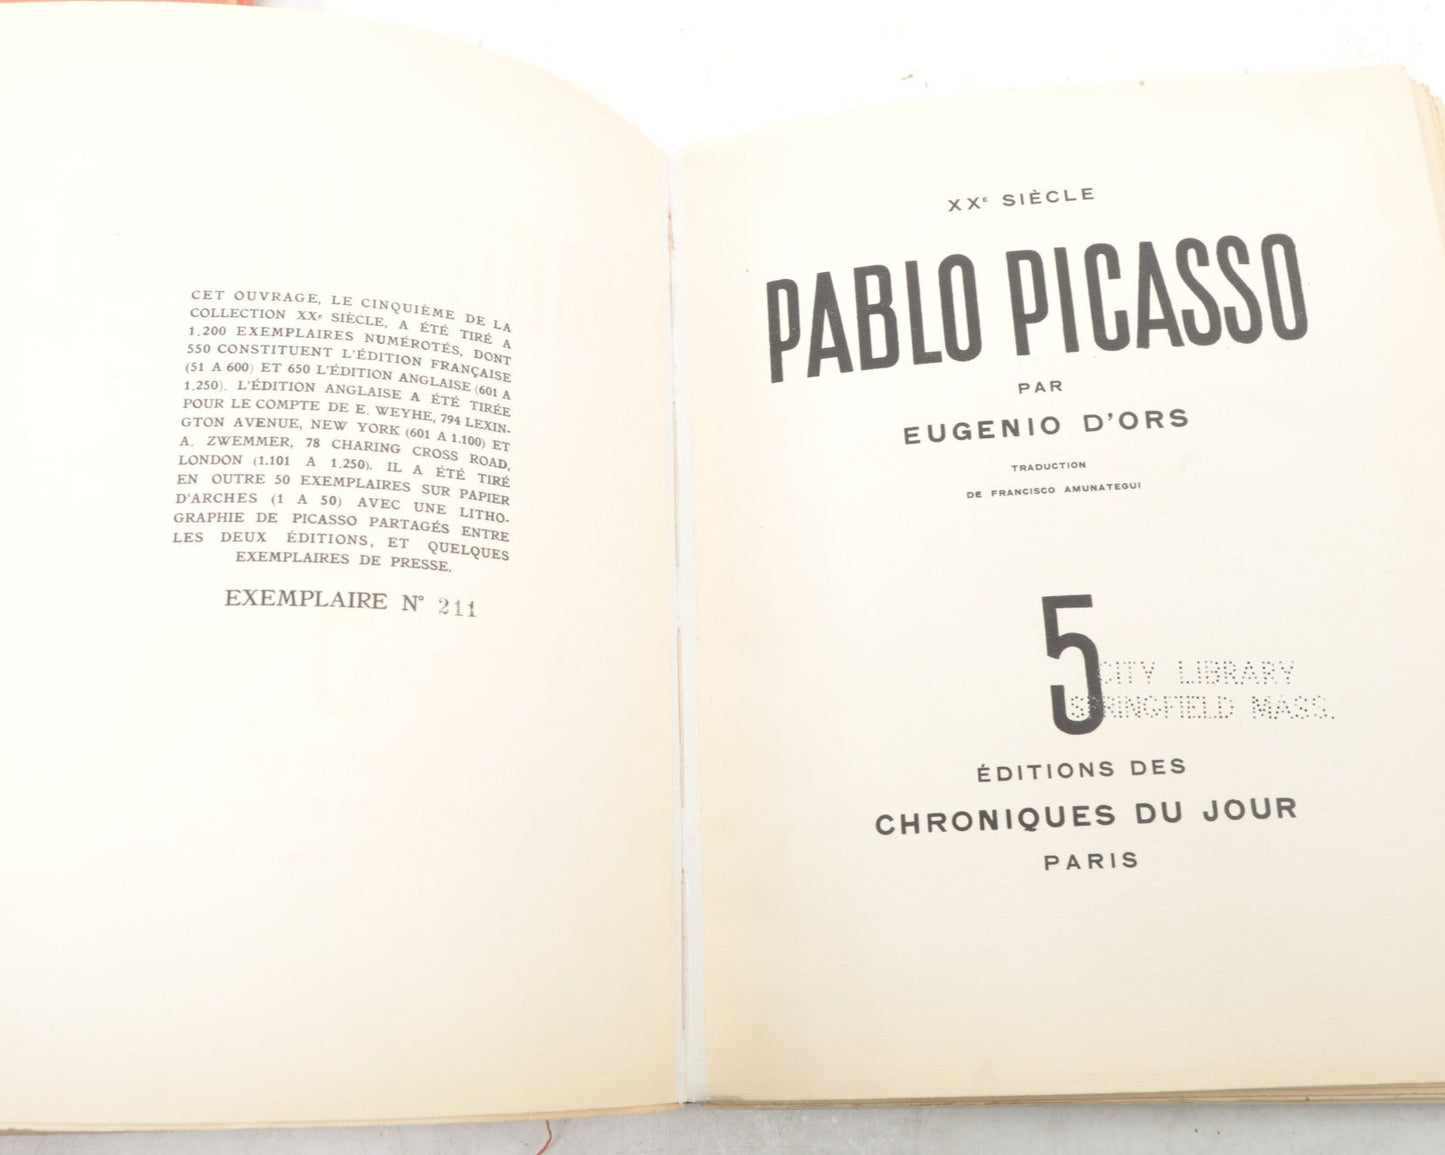 CET OUVRAGE, LE CINQUIÈME DE LA
COLLECTION XXe SIÈCLE, A ÉTÉ TIRÉ A
1.200 EXEMPLAIRES NUMÉROTÉS, DONT
550 CONSTITUENT L'ÉDITION FRANÇAISE
(51 A 600) ET 650 L'ÉDITION ANGLAISE (601 A
1.250). L'ÉDITION ANGLAISE A ÉTÉ TIRÉE
POUR LE COMPTE DE E. WEYHE, 794 LEXIN-
GTON AVENUE, NEW YORK (601 A 1.100) ET
A. ZWEMMER, 78 CHARING CROSS ROAD,
LONDON (1.101 A 1.250). IL A ÉTÉ TIRÉ
EN OUTRE 50 EXEMPLAIRES SUR PAPIER
D'ARCHES (1 A 50) AVEC UNE LITHO-
GRAPHIE DE PICASSO PARTAGÉS ENTRE
LES DEUX ÉDITIONS, ET QUELQUES
EXEMPLAIRES DE PRESSE.
EXEMPLAIRE N° 211
XXE SIÈCLE
PABLO PICASSO
PAR
EUGENIO D'ORS
TRADUCTION
DE FRANCISCO AMUNATEGUI
5
CITY LIBRARY
SPRINGFIELD MASS.
ÉDITIONS DES
CHRONIQUES DU JOUR
PARIS